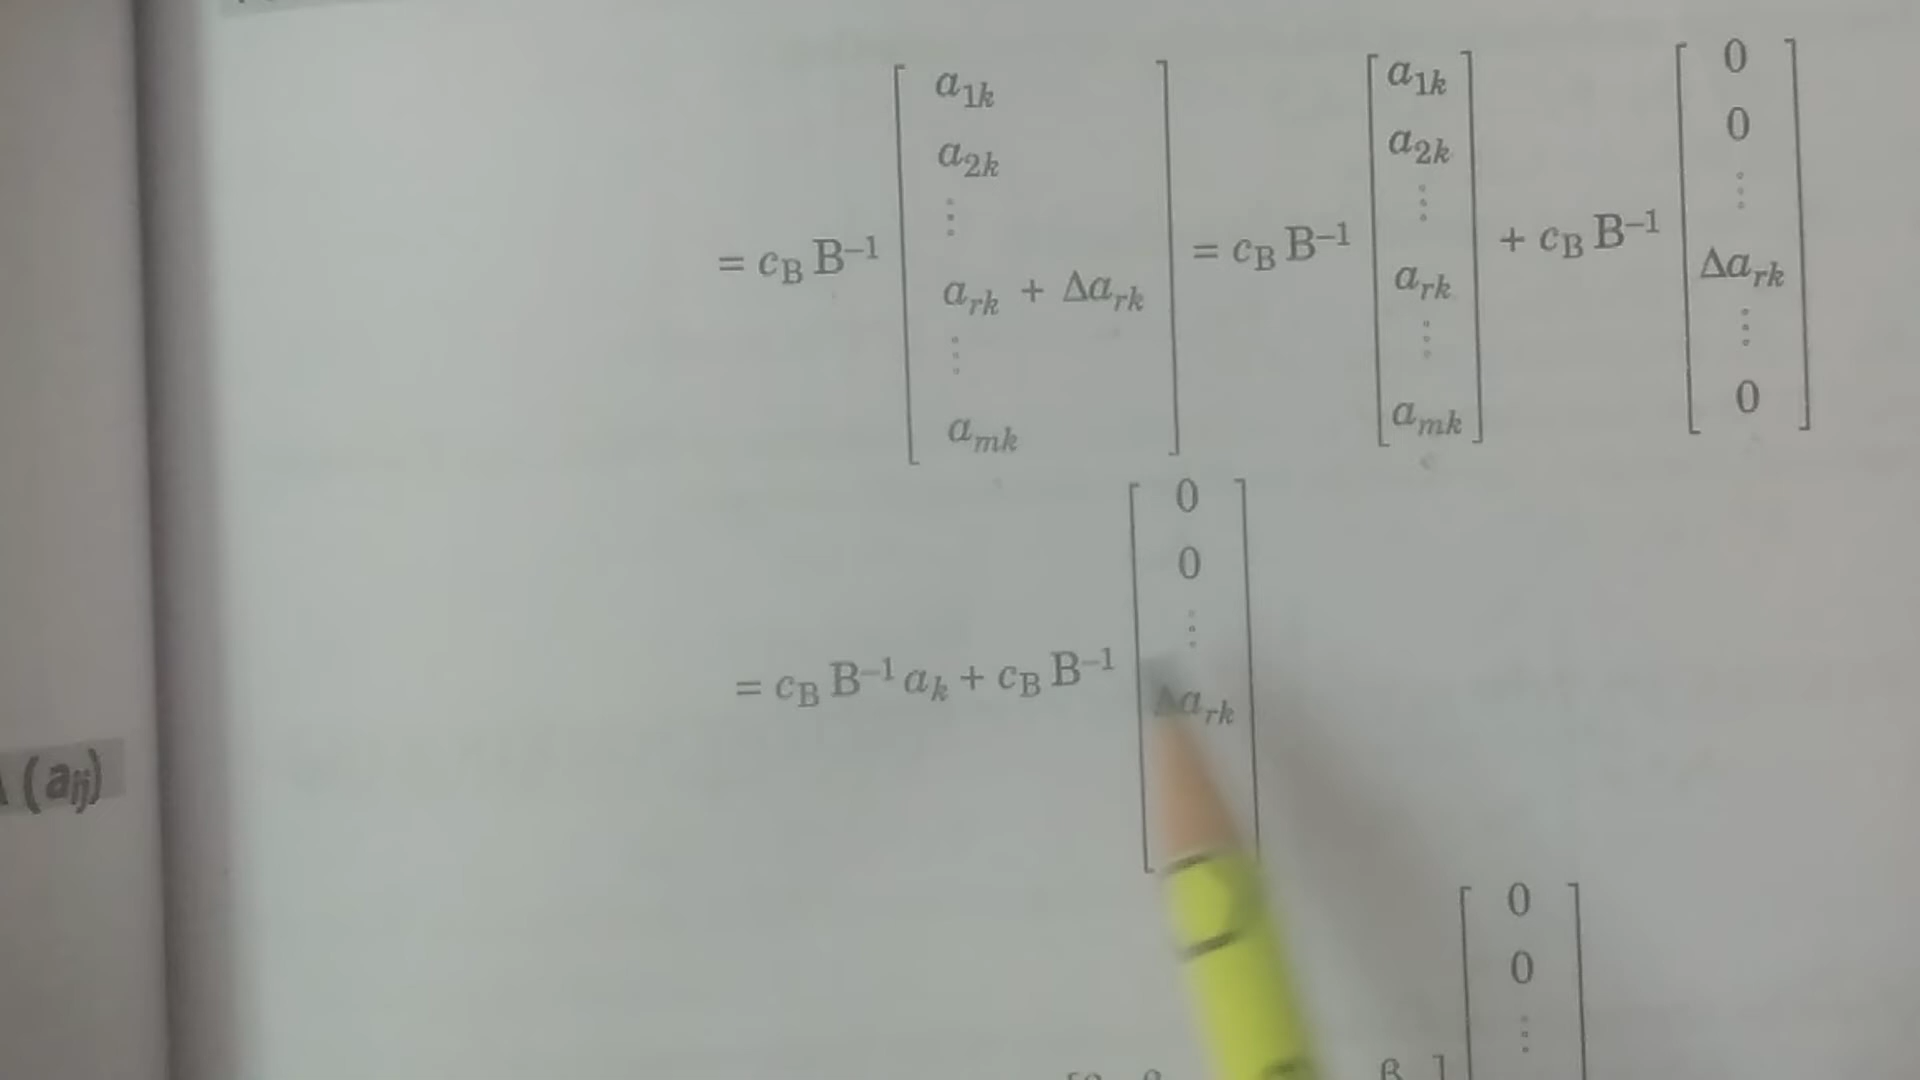 = c_B B^{-1} [ a_{1k} a_{2k} ⋮ a_{rk} + Δa_{rk} ⋮ a_{mk} ] = c_B B^{-1} [ a_{1k} a_{2k} ⋮ a_{rk} ⋮ a_{mk} ] + c_B B^{-1} [ 0 0 ⋮ Δa_{rk} ⋮ 0 ]
= c_B B^{-1} a_k + c_B B^{-1} [ 0 0 ⋮ Δa_{rk}
(a_{ij})
[ 0 0 ⋮ ]